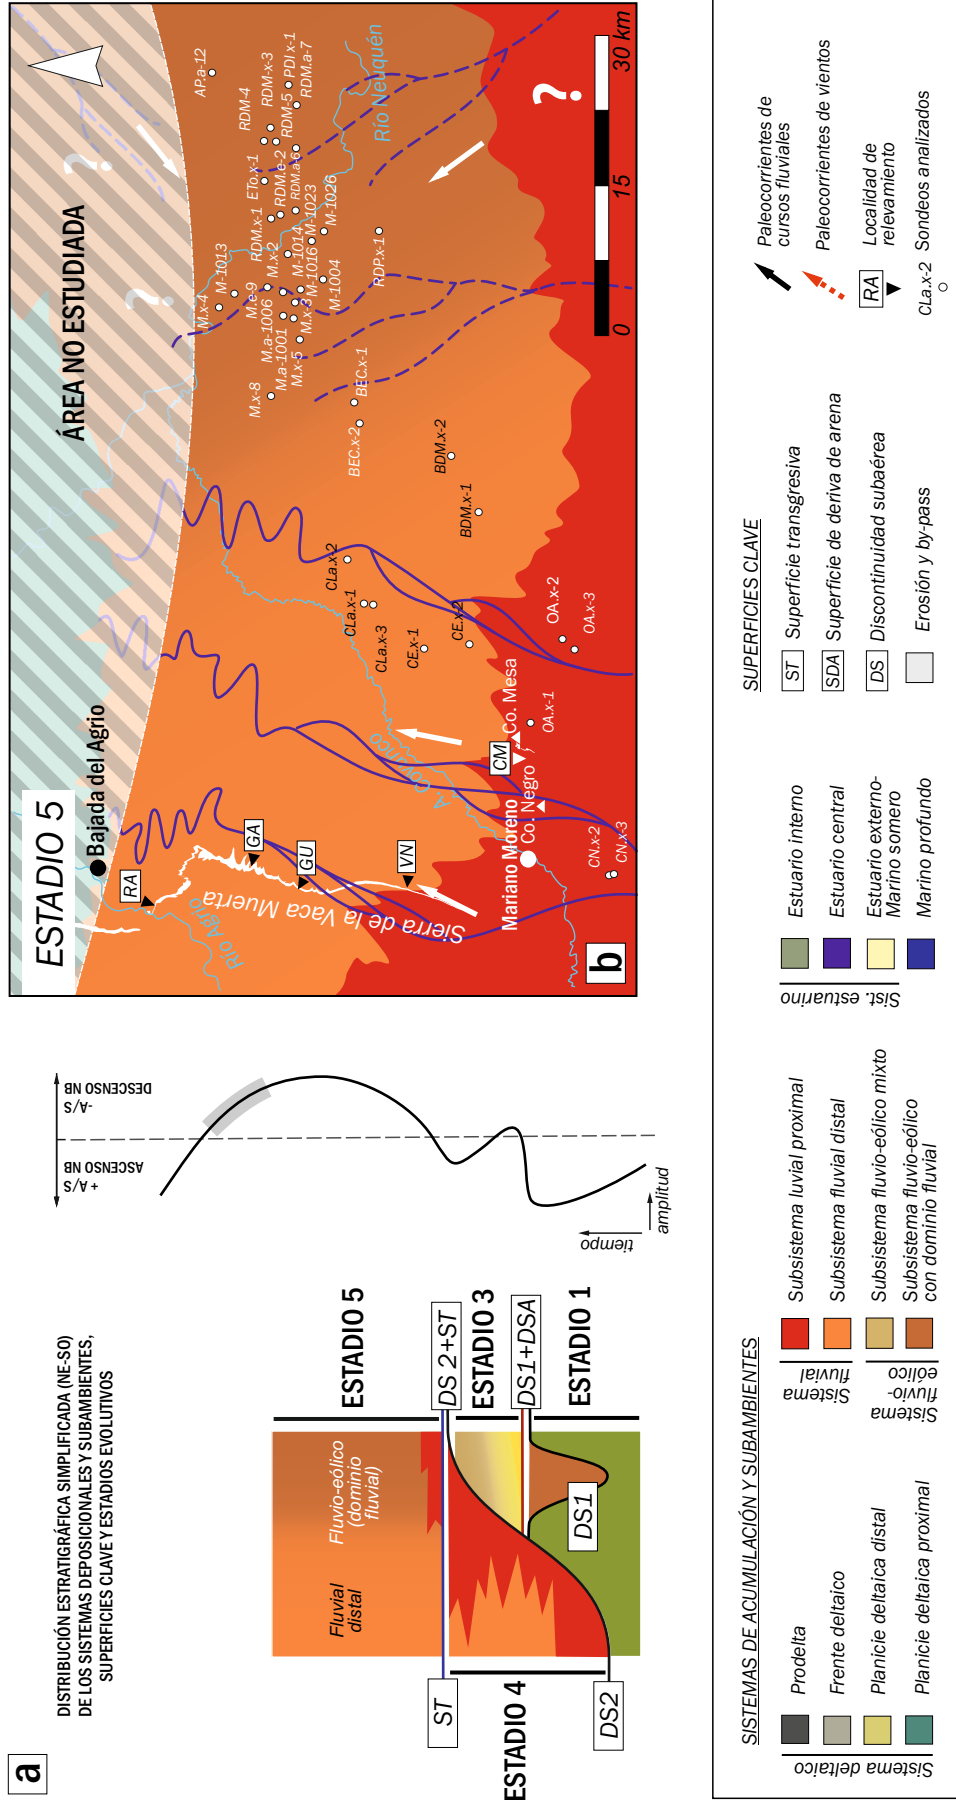 a
DISTRIBUCIÓN ESTRATIGRÁFICA SIMPLIFICADA (NE-SO)
DE LOS SISTEMAS DEPOSICIONALES Y SUBAMBIENTES,
SUPERFICIES CLAVE Y ESTADIOS EVOLUTIVOS
Fluvial
distal
Fluvio-eólico
(dominio
fluvial)
ESTADIO 5
ST
DS 2+ST
ESTADIO 3
ESTADIO 4
DS1+DSA
DS1
ESTADIO 1
DS2
+ A/S
ASCENSO NB
-A/S
DESCENSO NB
tiempo
amplitud
b
ESTADIO 5
ÁREA NO ESTUDIADA
?
?
?
Bajada del Agrio
RA
GA
GU
VN
CM
Río Agrio
Sierra de la Vaca Muerta
Mariano Moreno
Co. Negro
Co. Mesa
A. Covunco
Río Neuquén
AP.a-12
RDM-4
RDM-x-3
PDI x-1
RDM-5
RDM.a-7
ETo.x-1
RDM.e-2
RDM.a-6
RDM.x-1
M-1023
M-1026
M.x-2
M-1014
M-1016
M-1004
M-1013
M.x-4
M.e-9
M.a-1006
M.x-3
M.a-1001
M.x-5
M.x-8
RDP.x-1
BEC.x-1
BEC.x-2
BDM.x-2
BDM.x-1
CLa.x-2
CLa.x-1
CLa.x-3
CE.x-1
CE.x-2
OA.x-2
OA.x-3
OA.x-1
CN.x-2
CN.x-3
0
15
30 km
SISTEMAS DE ACUMULACIÓN Y SUBAMBIENTES
Sistema deltaico
Prodelta
Frente deltaico
Planicie deltaica distal
Planicie deltaica proximal
Sistema
fluvial
Subsistema luvial proximal
Subsistema fluvial distal
Sistema
fluvio-
eólico
Subsistema fluvio-eólico mixto
Subsistema fluvio-eólico
con dominio fluvial
Sist. estuarino
Estuario interno
Estuario central
Estuario externo-
Marino somero
Marino profundo
SUPERFICIES CLAVE
ST Superficie transgresiva
SDA Superficie de deriva de arena
DS Discontinuidad subaérea
Erosión y by-pass
Paleocorrientes de
cursos fluviales
Paleocorrientes de vientos
RA Localidad de
relevamiento
CLa.x-2 Sondeos analizados